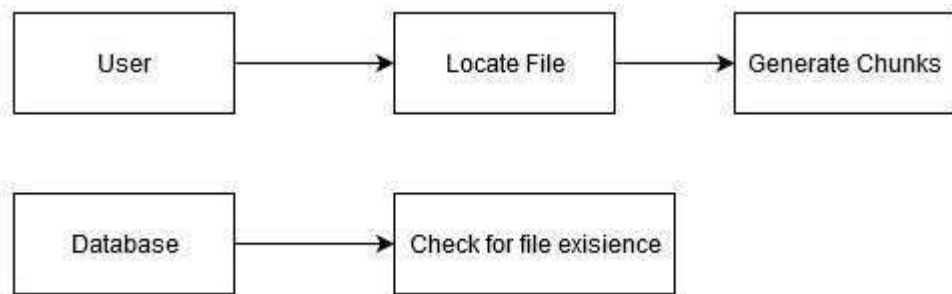 User
Locate File
Generate Chunks
Database
Check for file exisience